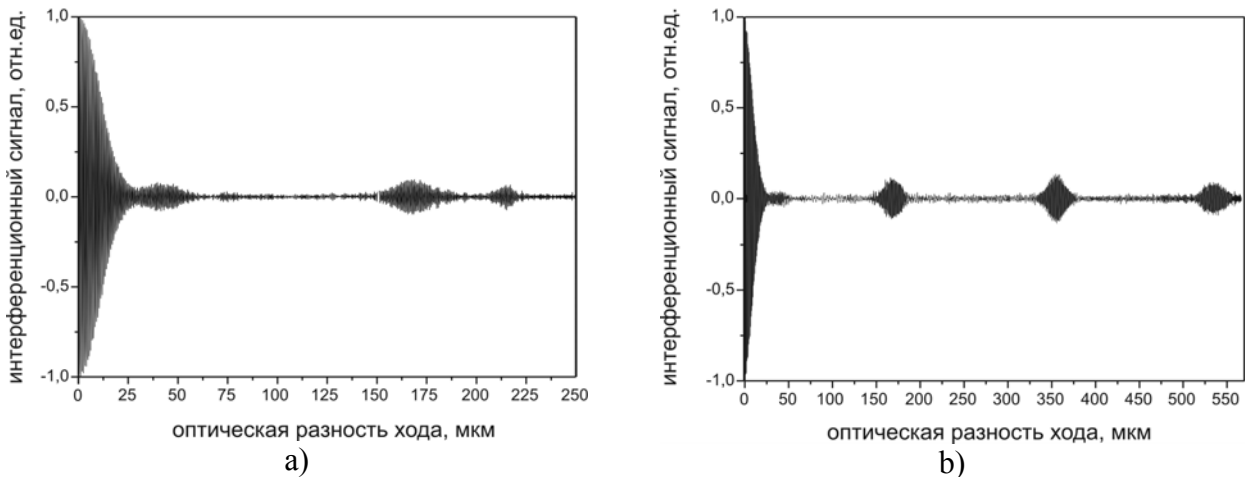 интерференционный сигнал, отн.ед.
1,0
0,5
0,0
-0,5
-1,0
0 25 50 75 100 125 150 175 200 225 250
оптическая разность хода, мкм
a)
интерференционный сигнал, отн.ед.
1,0
0,5
0,0
-0,5
-1,0
0 50 100 150 200 250 300 350 400 450 500 550
оптическая разность хода, мкм
b)